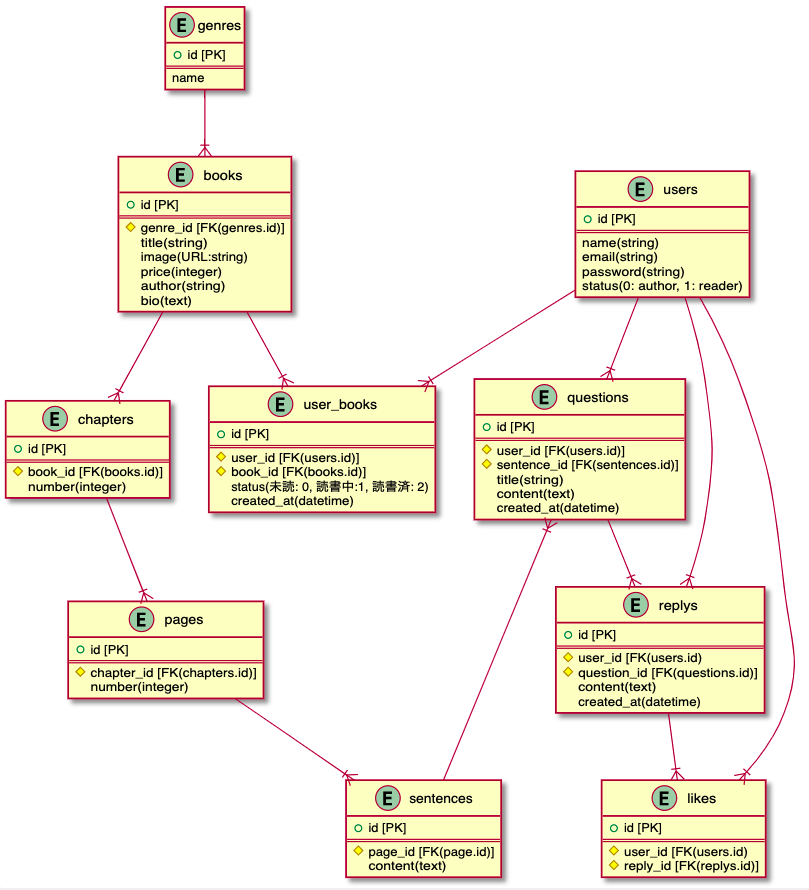 E genres
id [PK]
name
E books
id [PK]
genre_id [FK(genres.id)]
title(string)
image(URL:string)
price(integer)
author(string)
bio(text)
E users
id [PK]
name(string)
email(string)
password(string)
status(0: author, 1: reader)
E chapters
id [PK]
book_id [FK(books.id)]
number(integer)
E user_books
id [PK]
user_id [FK(users.id)]
book_id [FK(books.id)]
status(未読: 0, 読書中:1, 読書済: 2)
created_at(datetime)
E questions
id [PK]
user_id [FK(users.id)]
sentence_id [FK(sentences.id)]
title(string)
content(text)
created_at(datetime)
E pages
id [PK]
chapter_id [FK(chapters.id)]
number(integer)
E replys
id [PK]
user_id [FK(users.id)
question_id [FK(questions.id)]
content(text)
created_at(datetime)
E sentences
id [PK]
page_id [FK(page.id)]
content(text)
E likes
id [PK]
user_id [FK(users.id)
reply_id [FK(replys.id)]